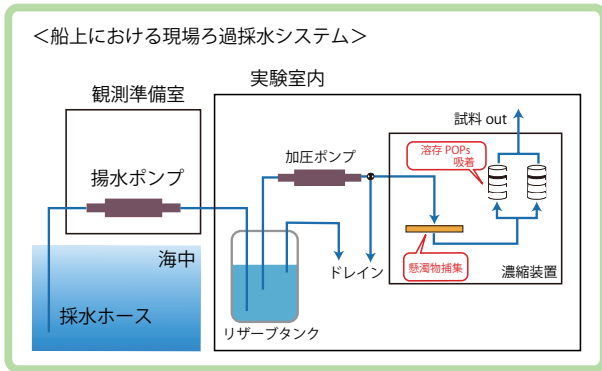 ＜船上における現場ろ過採水システム＞
実験室内
観測準備室
試料 out
加圧ポンプ
溶存 POPs
吸着
揚水ポンプ
海中
懸濁物捕集
ドレイン
濃縮装置
採水ホース
リザーブタンク